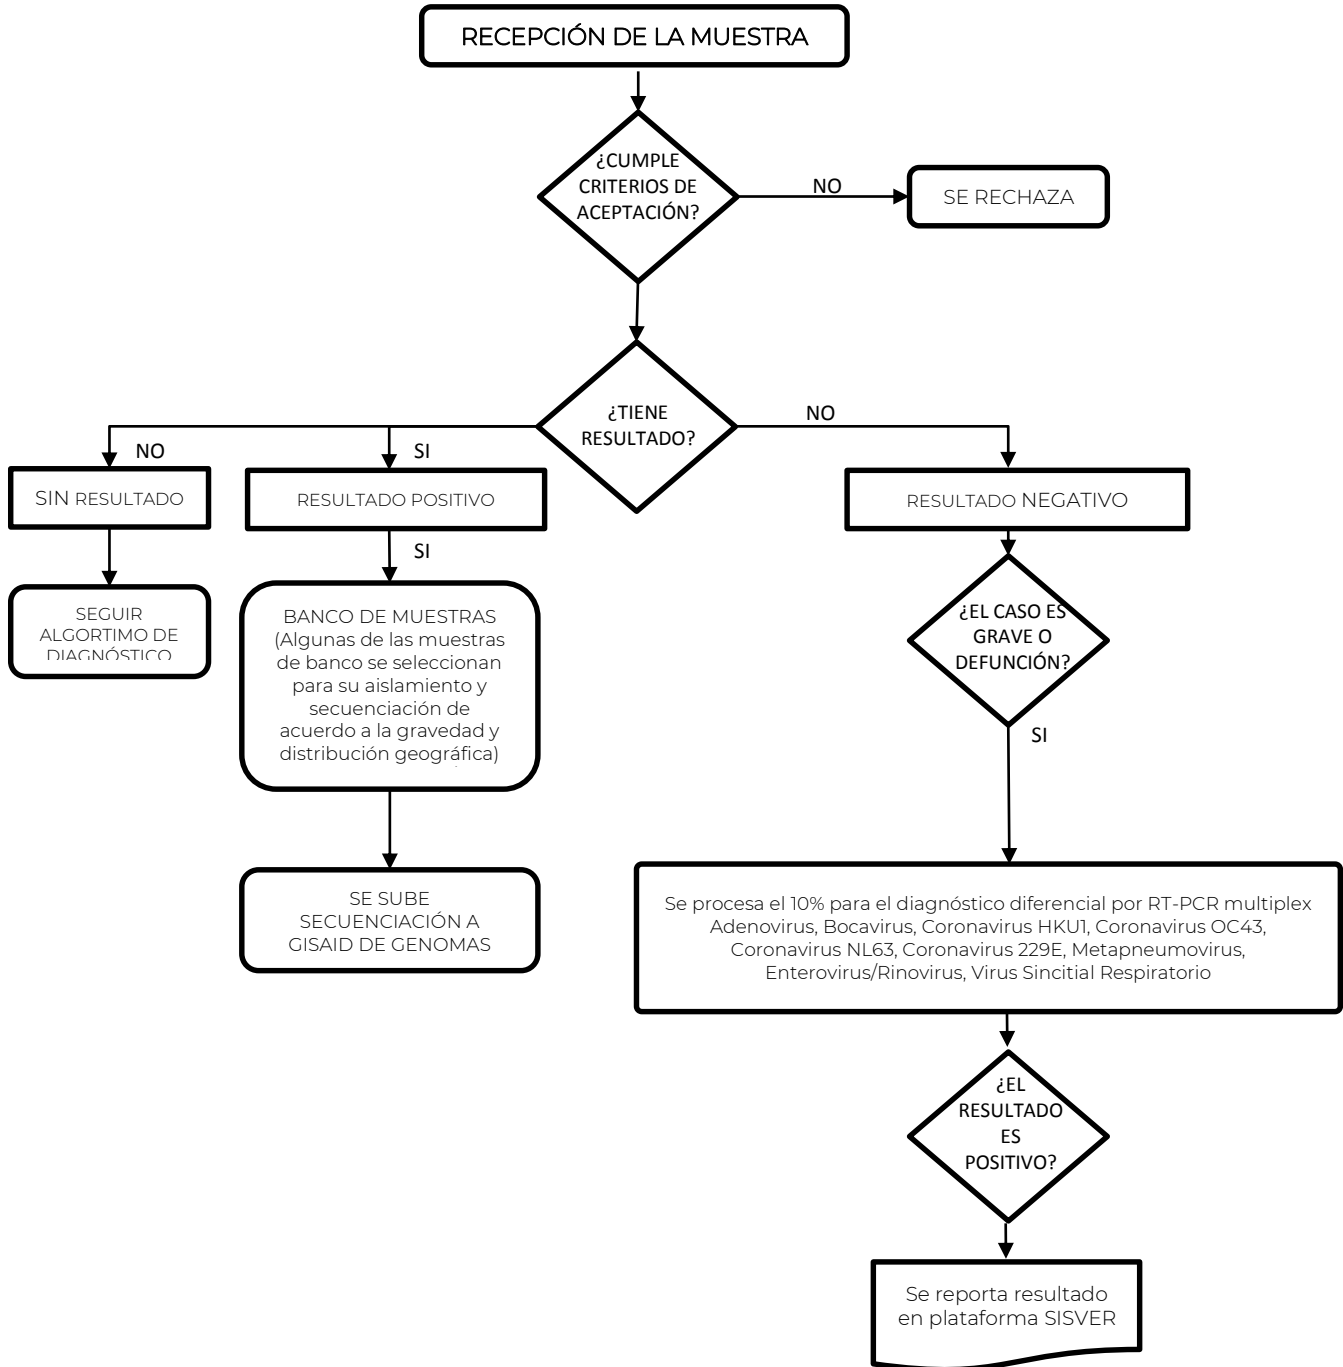 RECEPCIÓN DE LA MUESTRA
¿CUMPLE
CRITERIOS DE
ACEPTACIÓN?
NO
SE RECHAZA
¿TIENE
RESULTADO?
NO
SI
NO
SIN RESULTADO
RESULTADO POSITIVO
RESULTADO NEGATIVO
SI
SEGUIR
ALGORTIMO DE
DIAGNÓSTICO
BANCO DE MUESTRAS
(Algunas de las muestras
de banco se seleccionan
para su aislamiento y
secuenciación de
acuerdo a la gravedad y
distribución geográfica)
¿EL CASO ES
GRAVE O
DEFUNCIÓN?
SI
SE SUBE
SECUENCIACIÓN A
GISAID DE GENOMAS
Se procesa el 10% para el diagnóstico diferencial por RT-PCR multiplex
Adenovirus, Bocavirus, Coronavirus HKU1, Coronavirus OC43,
Coronavirus NL63, Coronavirus 229E, Metapneumovirus,
Enterovirus/Rinovirus, Virus Sincitial Respiratorio
¿EL
RESULTADO
ES
POSITIVO?
Se reporta resultado
en plataforma SISVER